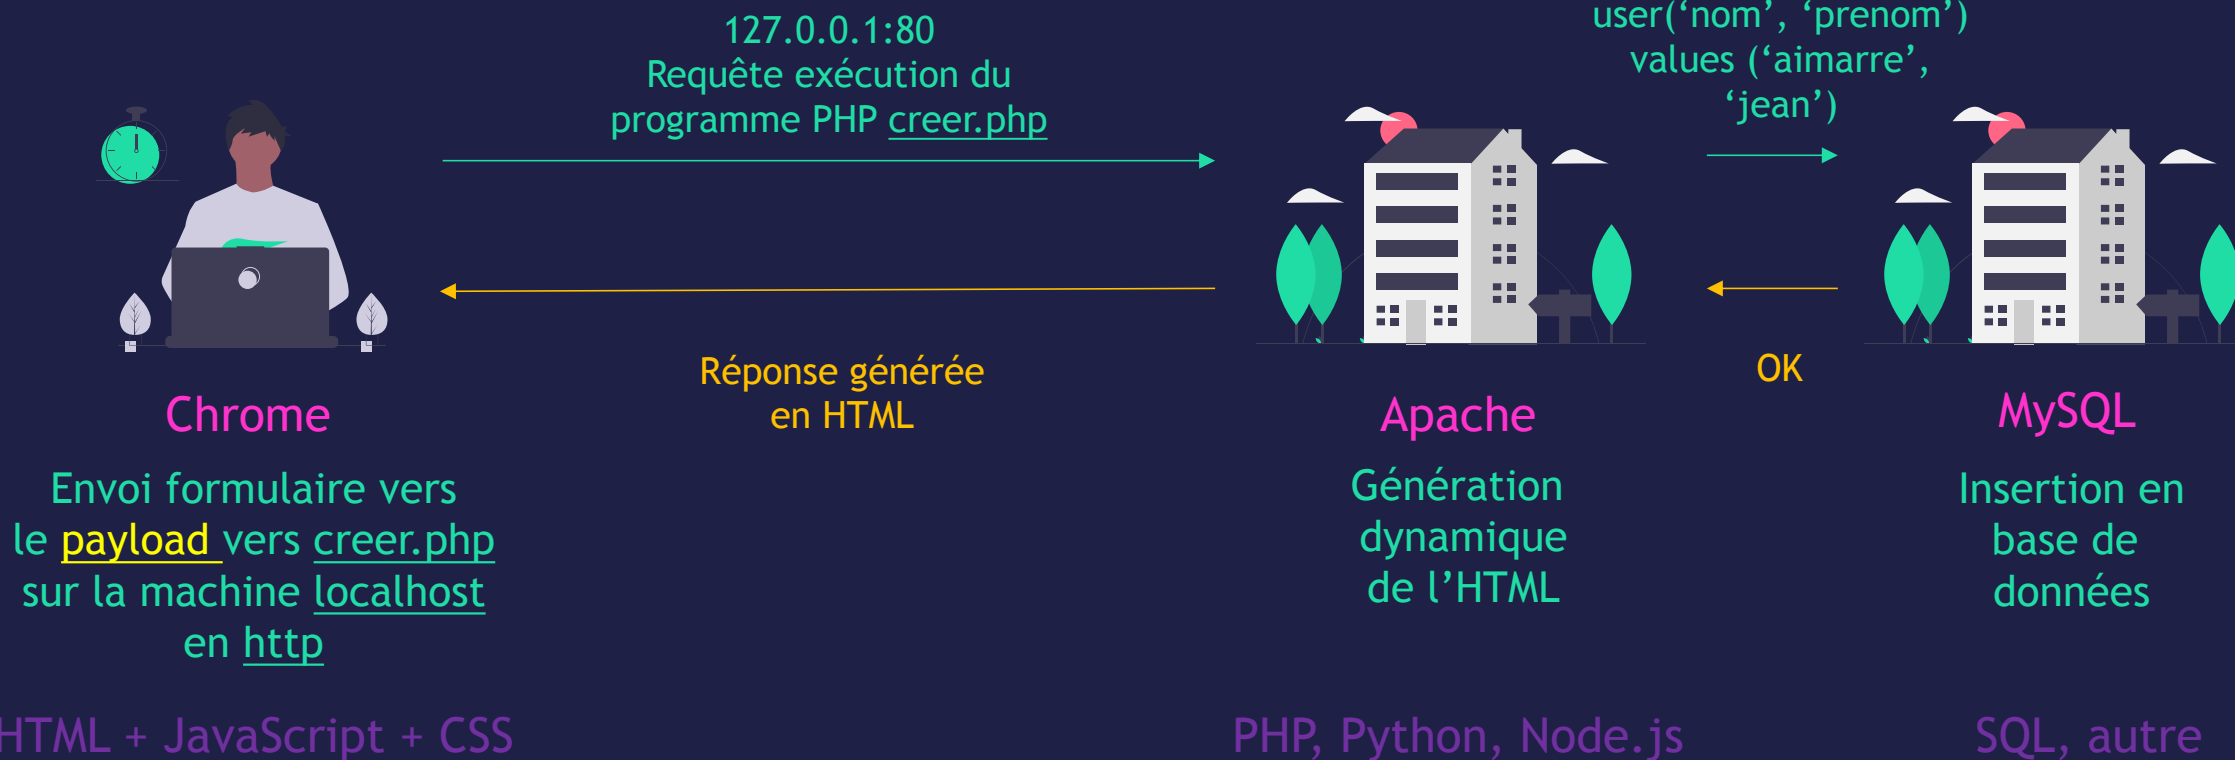 127.0.0.1:80
Requête exécution du
programme PHP creer.php
user(‘nom’, ‘prenom’)
values (‘aimarre’,
‘jean’)
Réponse générée
en HTML
OK
Chrome
Envoi formulaire vers
le payload vers creer.php
sur la machine localhost
en http
HTML + JavaScript + CSS
Apache
Génération
dynamique
de l’HTML
PHP, Python, Node.js
MySQL
Insertion en
base de
données
SQL, autre